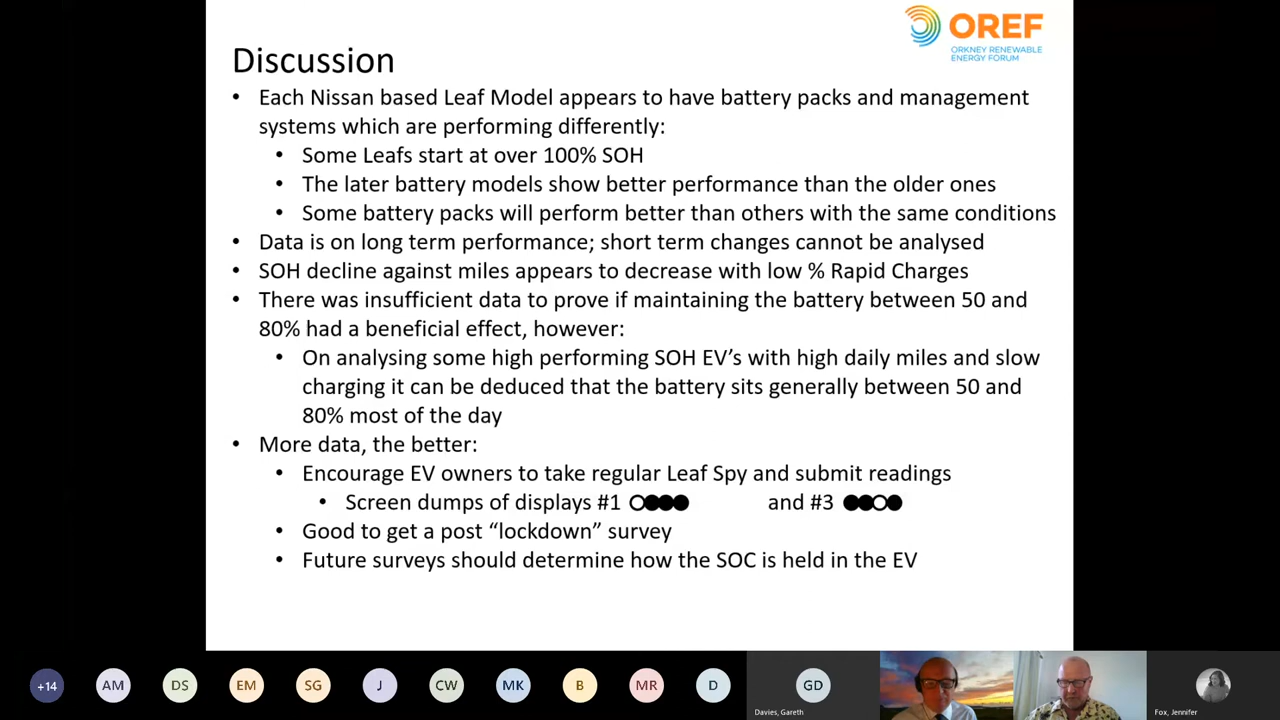 OREF
ORKNEY RENEWABLE
ENERGY FORUM
Discussion
• Each Nissan based Leaf Model appears to have battery packs and management
systems which are performing differently:
• Some Leafs start at over 100% SOH
• The later battery models show better performance than the older ones
• Some battery packs will perform better than others with the same conditions
• Data is on long term performance; short term changes cannot be analysed
• SOH decline against miles appears to decrease with low % Rapid Charges
• There was insufficient data to prove if maintaining the battery between 50 and
80% had a beneficial effect, however:
• On analysing some high performing SOH EV’s with high daily miles and slow
charging it can be deduced that the battery sits generally between 50 and
80% most of the day
• More data, the better:
• Encourage EV owners to take regular Leaf Spy and submit readings
• Screen dumps of displays #1 and #3
• Good to get a post “lockdown” survey
• Future surveys should determine how the SOC is held in the EV
+14 AM DS EM SG J CW MK B MR D GD
Davies, Gareth Fox, Jennifer